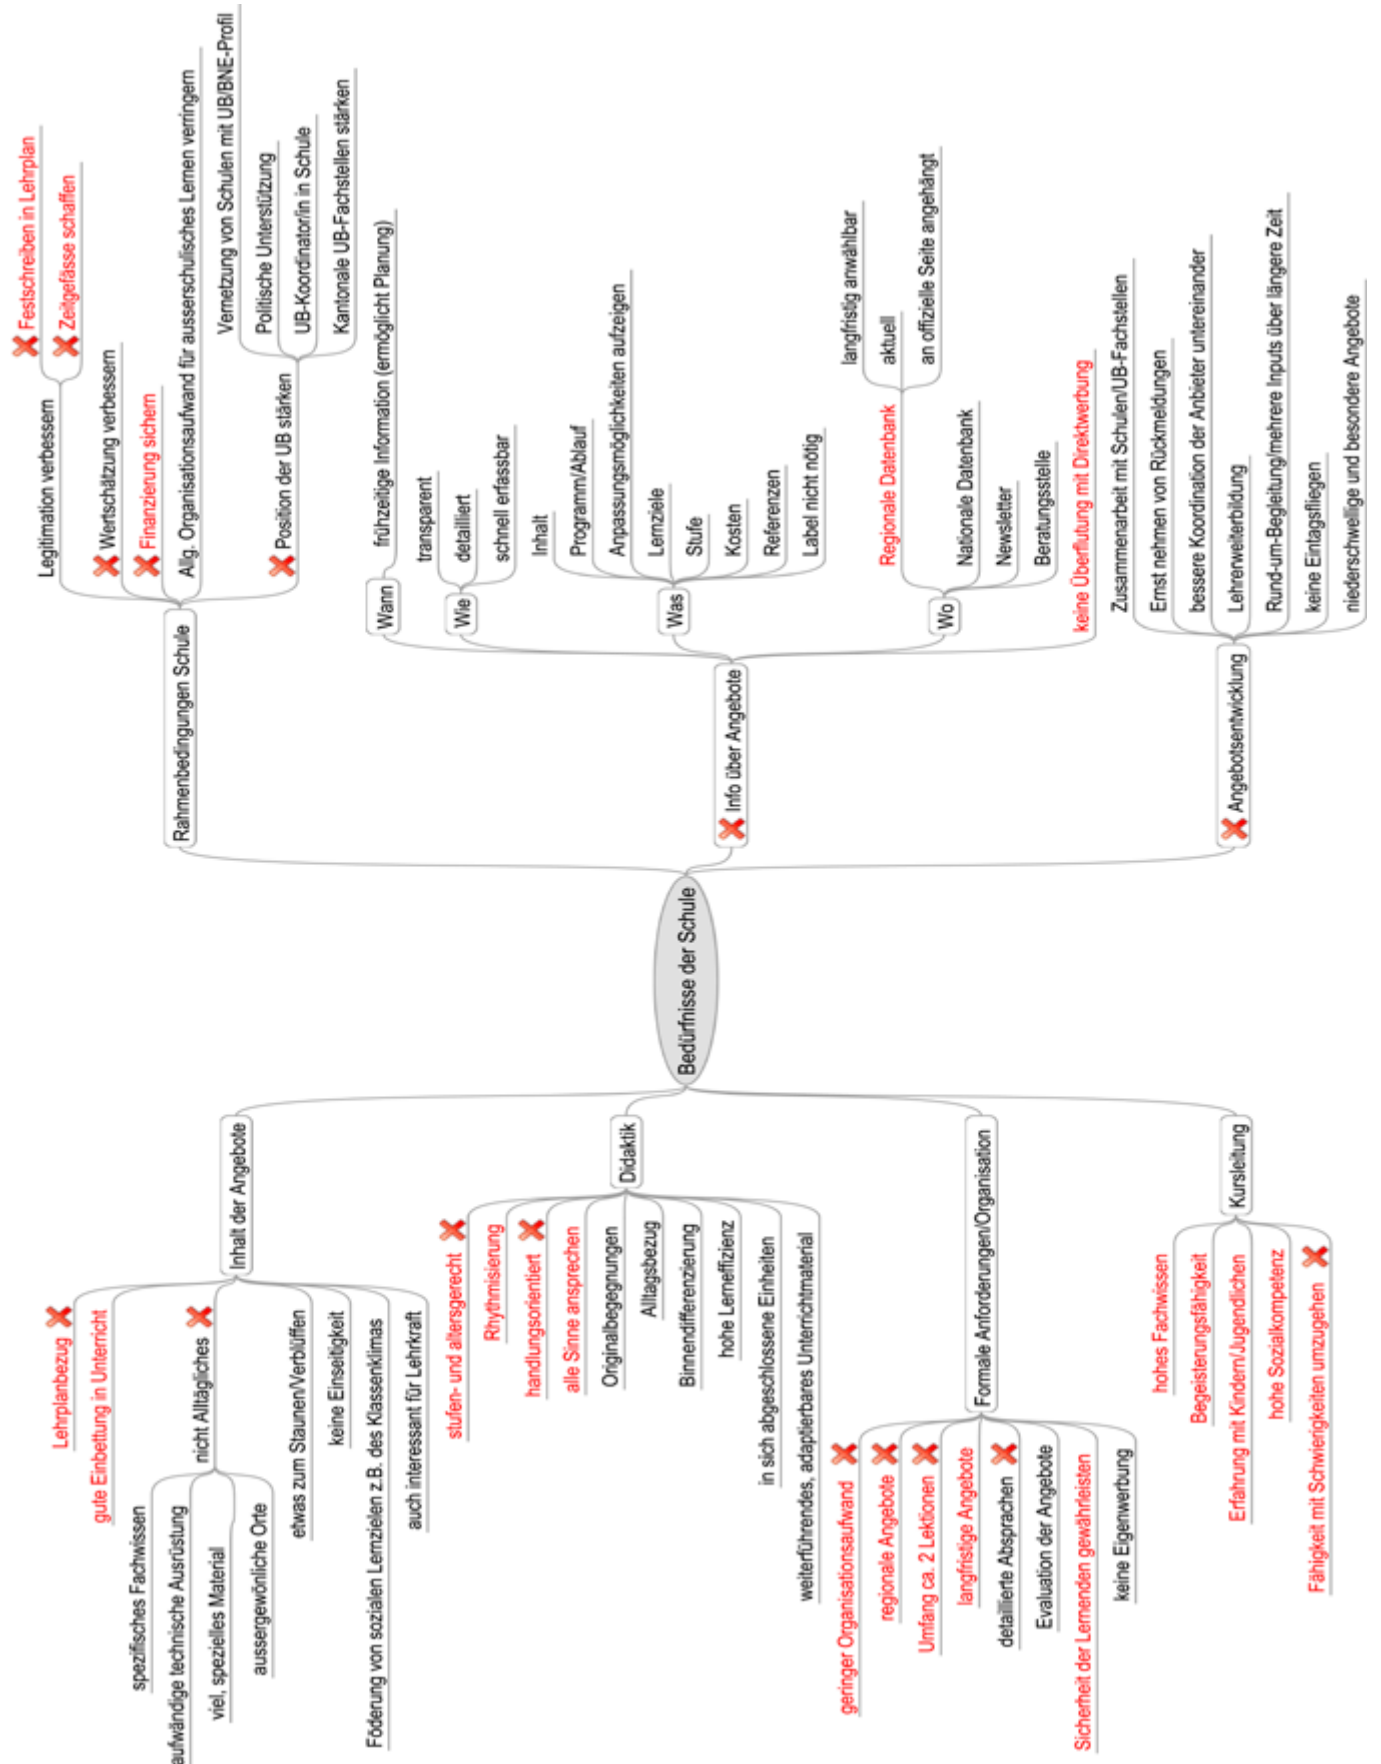 Bedürfnisse der Schule
Inhalt der Angebote
Lehrplanbezug
gute Einbettung in Unterricht
nicht Alltägliches
spezifisches Fachwissen
aufwändige technische Ausrüstung
viel, spezielles Material
aussergewönliche Orte
etwas zum Staunen/Verblüffen
keine Einseitigkeit
Föderung von sozialen Lernzielen z.B. des Klassenklimas
auch interessant für Lehrkraft
Didaktik
stufen- und altersgerecht
Rhythmisierung
handlungsorientiert
alle Sinne ansprechen
Originalbegegnungen
Alltagsbezug
Binnendifferenzierung
hohe Lerneffizienz
in sich abgeschlossene Einheiten
weiterführendes, adaptierbares Unterrichtmaterial
Formale Anforderungen/Organisation
geringer Organisationsaufwand
regionale Angebote
Umfang ca. 2 Lektionen
langfristige Angebote
detaillierte Absprachen
Evaluation der Angebote
Sicherheit der Lernenden gewährleisten
keine Eigenwerbung
Kursleitung
hohes Fachwissen
Begeisterungsfähigkeit
Erfahrung mit Kindern/Jugendlichen
hohe Sozialkompetenz
Fähigkeit mit Schwierigkeiten umzugehen
Rahmenbedingungen Schule
Legitimation verbessern
Festschreiben in Lehrplan
Zeitgefässe schaffen
Wertschätzung verbessern
Finanzierung sichern
Allg. Organisationsaufwand für ausserschulisches Lernen verringern
Position der UB stärken
Vernetzung von Schulen mit UB/BNE-Profil
Politische Unterstützung
UB-Koordinator/in in Schule
Kantonale UB-Fachstellen stärken
Info über Angebote
Wann
frühzeitige Information (ermöglicht Planung)
Wie
transparent
detailliert
schnell erfassbar
Was
Inhalt
Programm/Ablauf
Anpassungsmöglichkeiten aufzeigen
Lernziele
Stufe
Kosten
Referenzen
Label nicht nötig
Wo
Regionale Datenbank
langfristig anwählbar
aktuell
an offizielle Seite angehängt
Nationale Datenbank
Newsletter
Beratungsstelle
keine Überflutung mit Direktwerbung
Angebotsentwicklung
Zusammenarbeit mit Schulen/UB-Fachstellen
Ernst nehmen von Rückmeldungen
bessere Koordination der Anbieter untereinander
Lehrerweiterbildung
Rund-um-Begleitung/mehrere Inputs über längere Zeit
keine Eintagsfliegen
niederschwellige und besondere Angebote